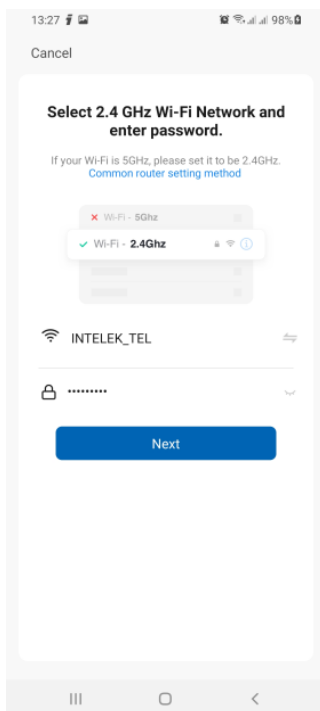 13:27 98%
Cancel
Select 2.4 GHz Wi-Fi Network and
enter password.
If your Wi-Fi is 5GHz, please set it to be 2.4GHz.
Common router setting method
Wi-Fi - 5Ghz
Wi-Fi - 2.4Ghz
INTELEK_TEL
•••••••••
Next